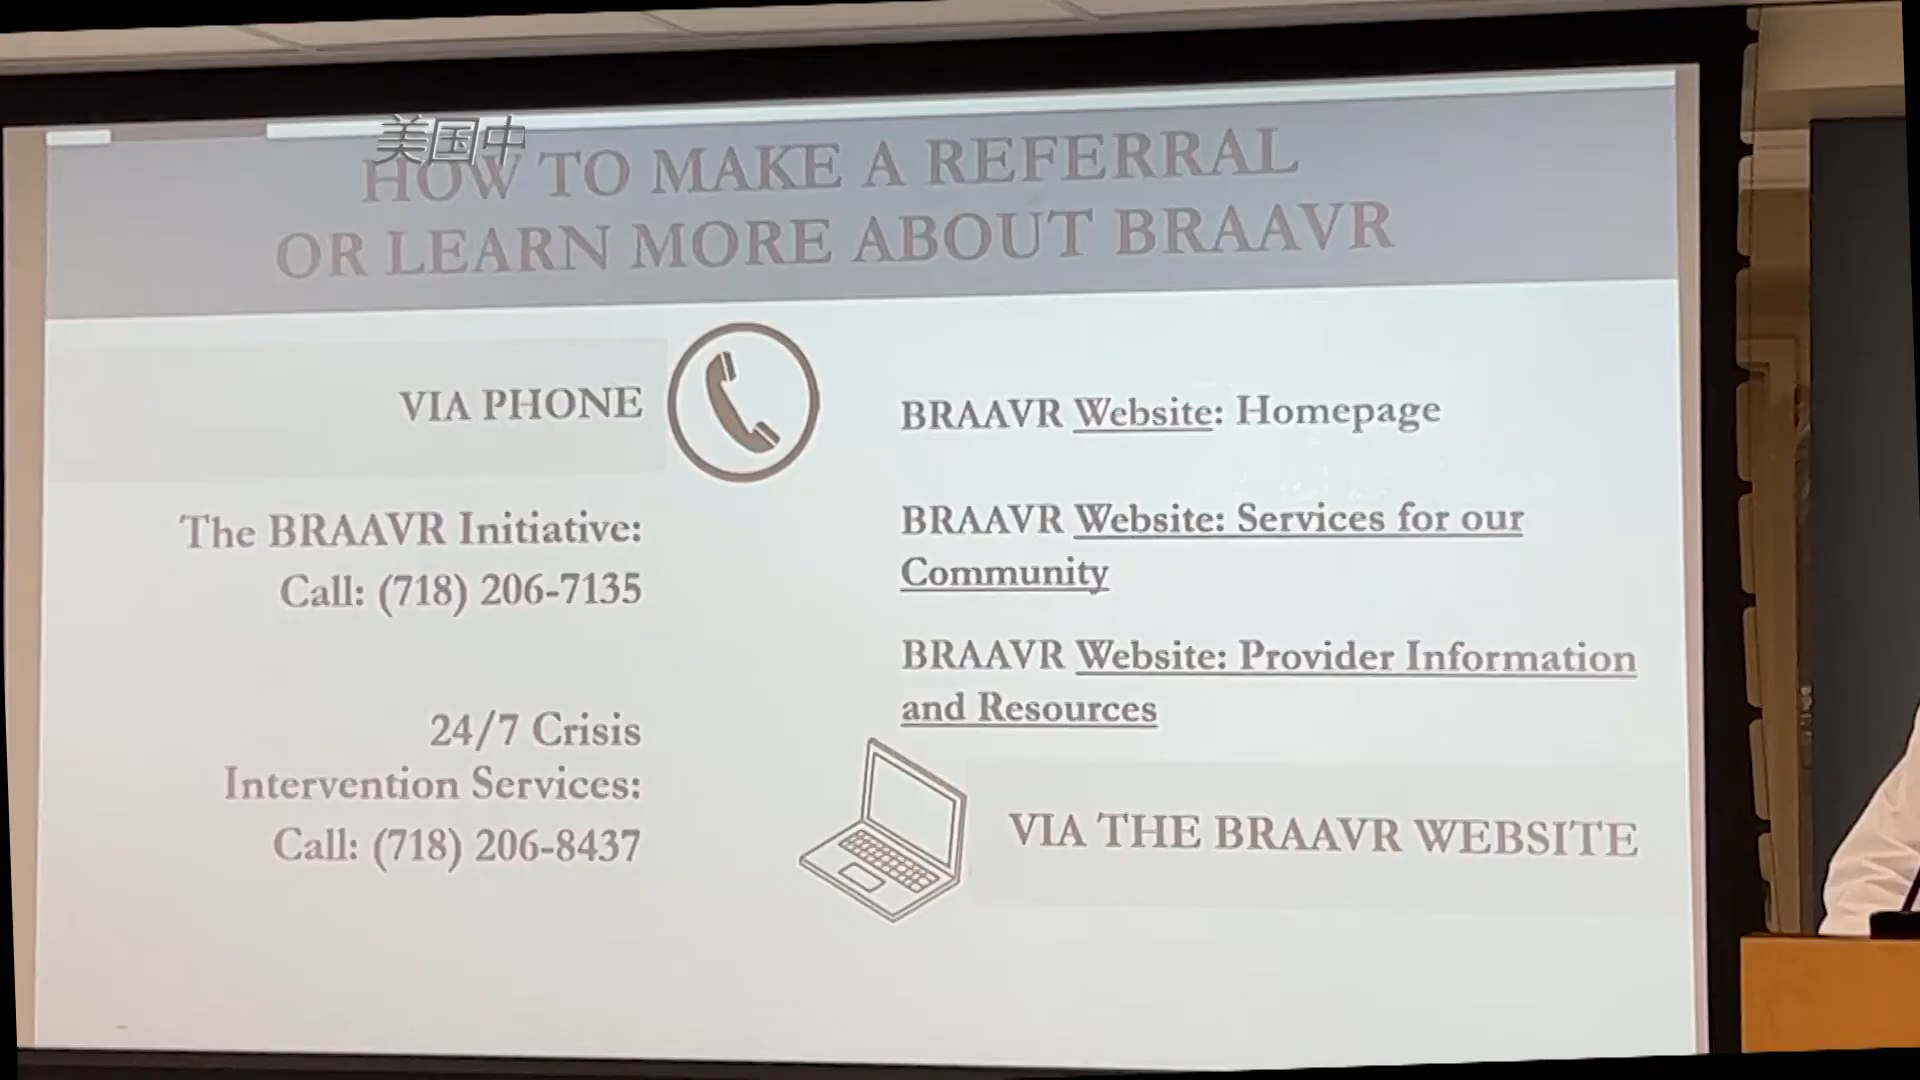 美国中
HOW TO MAKE A REFERRAL
OR LEARN MORE ABOUT BRAAVR
VIA PHONE
The BRAAVR Initiative:
Call: (718) 206-7135
24/7 Crisis
Intervention Services:
Call: (718) 206-8437
BRAAVR Website: Homepage
BRAAVR Website: Services for our
Community
BRAAVR Website: Provider Information
and Resources
VIA THE BRAAVR WEBSITE